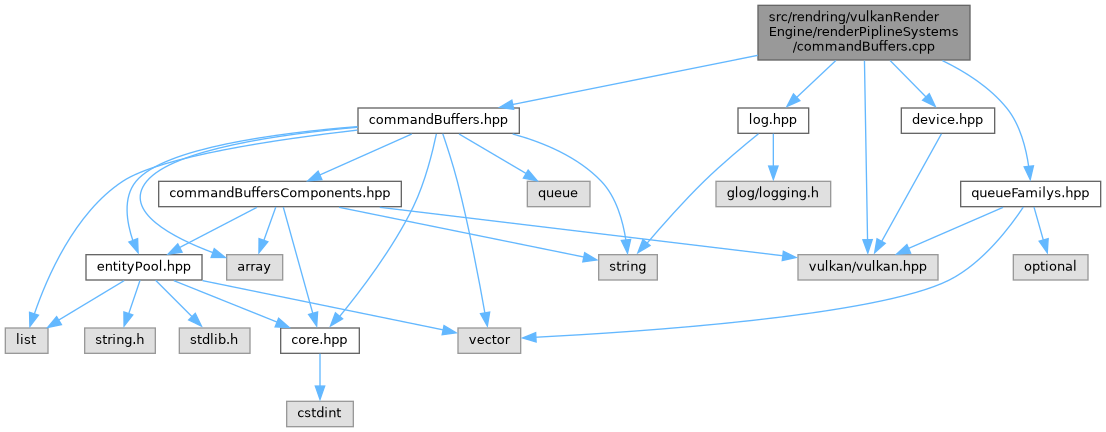 src/rendring/vulkanRender
Engine/renderPiplineSystems
/commandBuffers.cpp
commandBuffers.hpp
log.hpp
device.hpp
commandBuffersComponents.hpp
queue
glog/logging.h
queueFamilys.hpp
entityPool.hpp
array
string
vulkan/vulkan.hpp
optional
list
string.h
stdlib.h
core.hpp
vector
cstdint